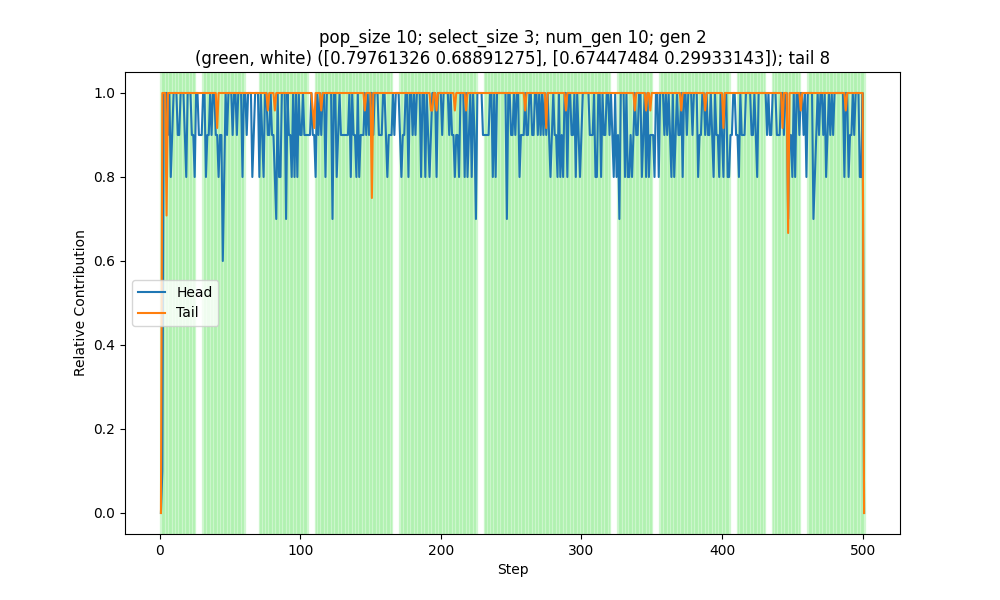 pop_size 10; select_size 3; num_gen 10; gen 2
(green, white) ([0.79761326 0.68891275], [0.67447484 0.29933143]); tail 8
1.0
0.8
0.6
0.4
0.2
0.0
Relative Contribution
Head
Tail
0 100 200 300 400 500
Step